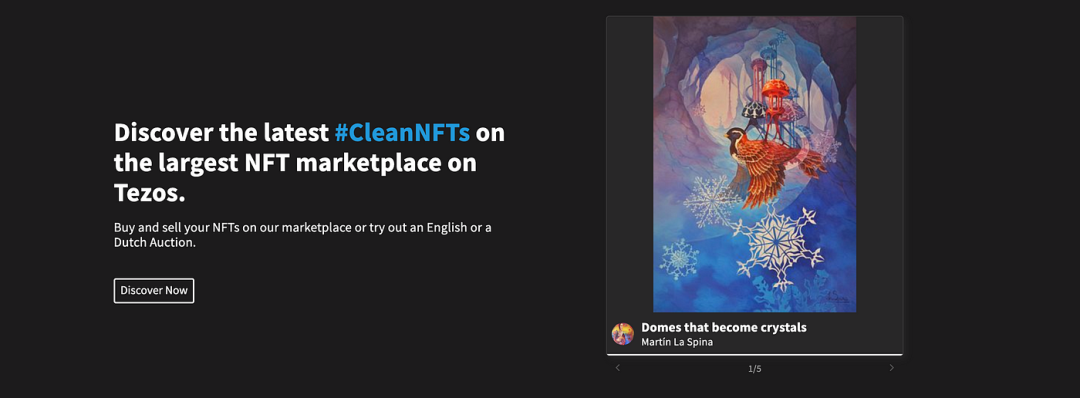 Discover the latest #CleanNFTs on
the largest NFT marketplace on
Tezos.
Buy and sell your NFTs on our marketplace or try out an English or a
Dutch Auction.
Discover Now
Domes that become crystals
Martín La Spina
1/5